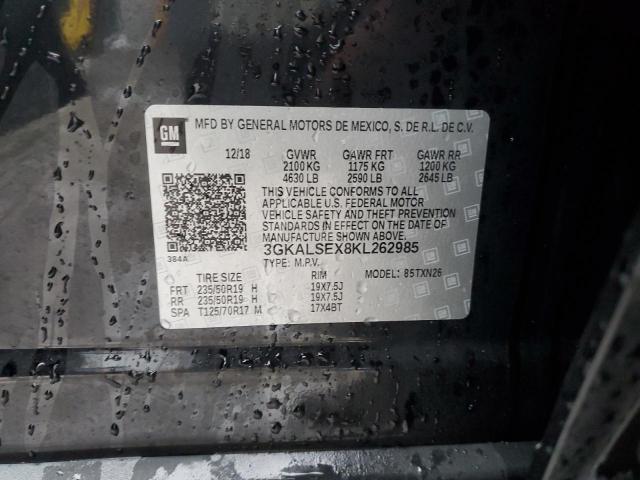 GM
MFD BY GENERAL MOTORS DE MEXICO, S. DE R.L. DE C.V.
12/18 GVWR GAWR FRT GAWR RR
2100 KG 1175 KG 1200 KG
4630 LB 2590 LB 2645 LB
THIS VEHICLE CONFORMS TO ALL
APPLICABLE U.S. FEDERAL MOTOR
VEHICLE SAFETY AND THEFT PREVENTION
STANDARDS IN EFFECT ON THE DATE OF
MANUFACTURE SHOWN ABOVE.
384A 3GKALSEX8KL262985
TYPE: M.P.V.
TIRE SIZE RIM MODEL: 85TXN26
FRT 235/50R19 H 19X7.5J
RR 235/50R19 H 19X7.5J
SPA T125/70R17 M 17X4BT